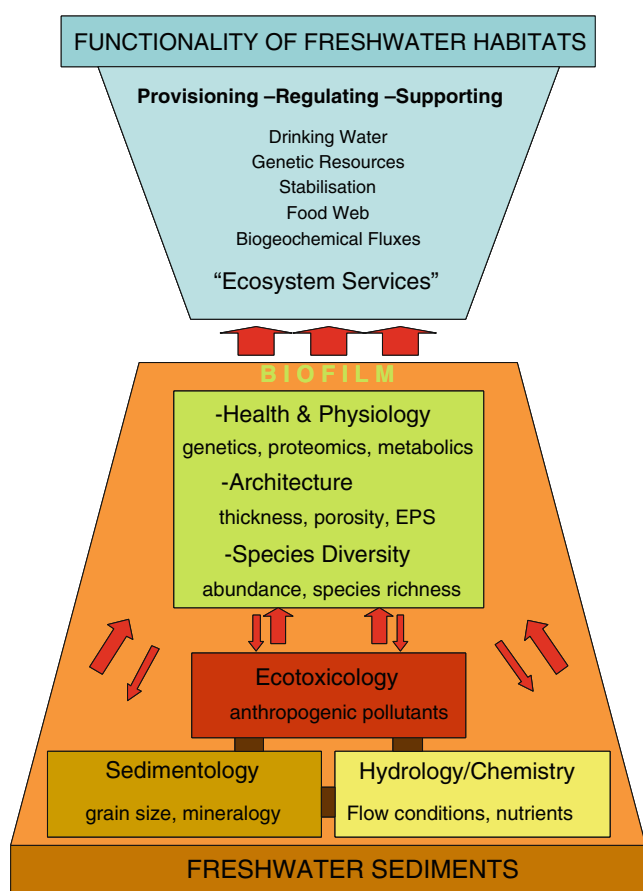 FUNCTIONALITY OF FRESHWATER HABITATS
Provisioning –Regulating –Supporting
Drinking Water
Genetic Resources
Stabilisation
Food Web
Biogeochemical Fluxes
“Ecosystem Services”
BIOFILM
-Health & Physiology
genetics, proteomics, metabolics
-Architecture
thickness, porosity, EPS
-Species Diversity
abundance, species richness
Ecotoxicology
anthropogenic pollutants
Sedimentology
grain size, mineralogy
Hydrology/Chemistry
Flow conditions, nutrients
FRESHWATER SEDIMENTS